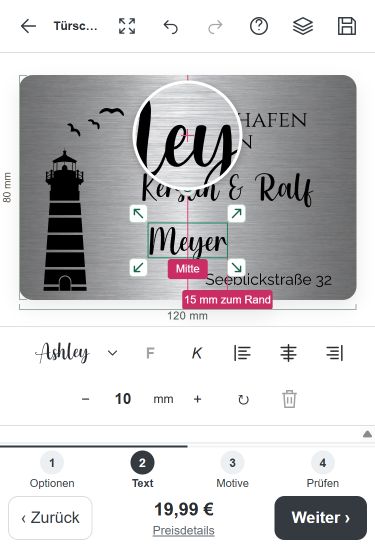 Türsc...
HAFEN
N
ley
Kerstin & Ralf
Meyer
Mitte
Seeblickstraße 32
15 mm zum Rand
80 mm
120 mm
Ashley
F K
− 10 mm +
1 2 3 4
Optionen Text Motive Prüfen
‹ Zurück
19,99 €
Preisdetails
Weiter ›